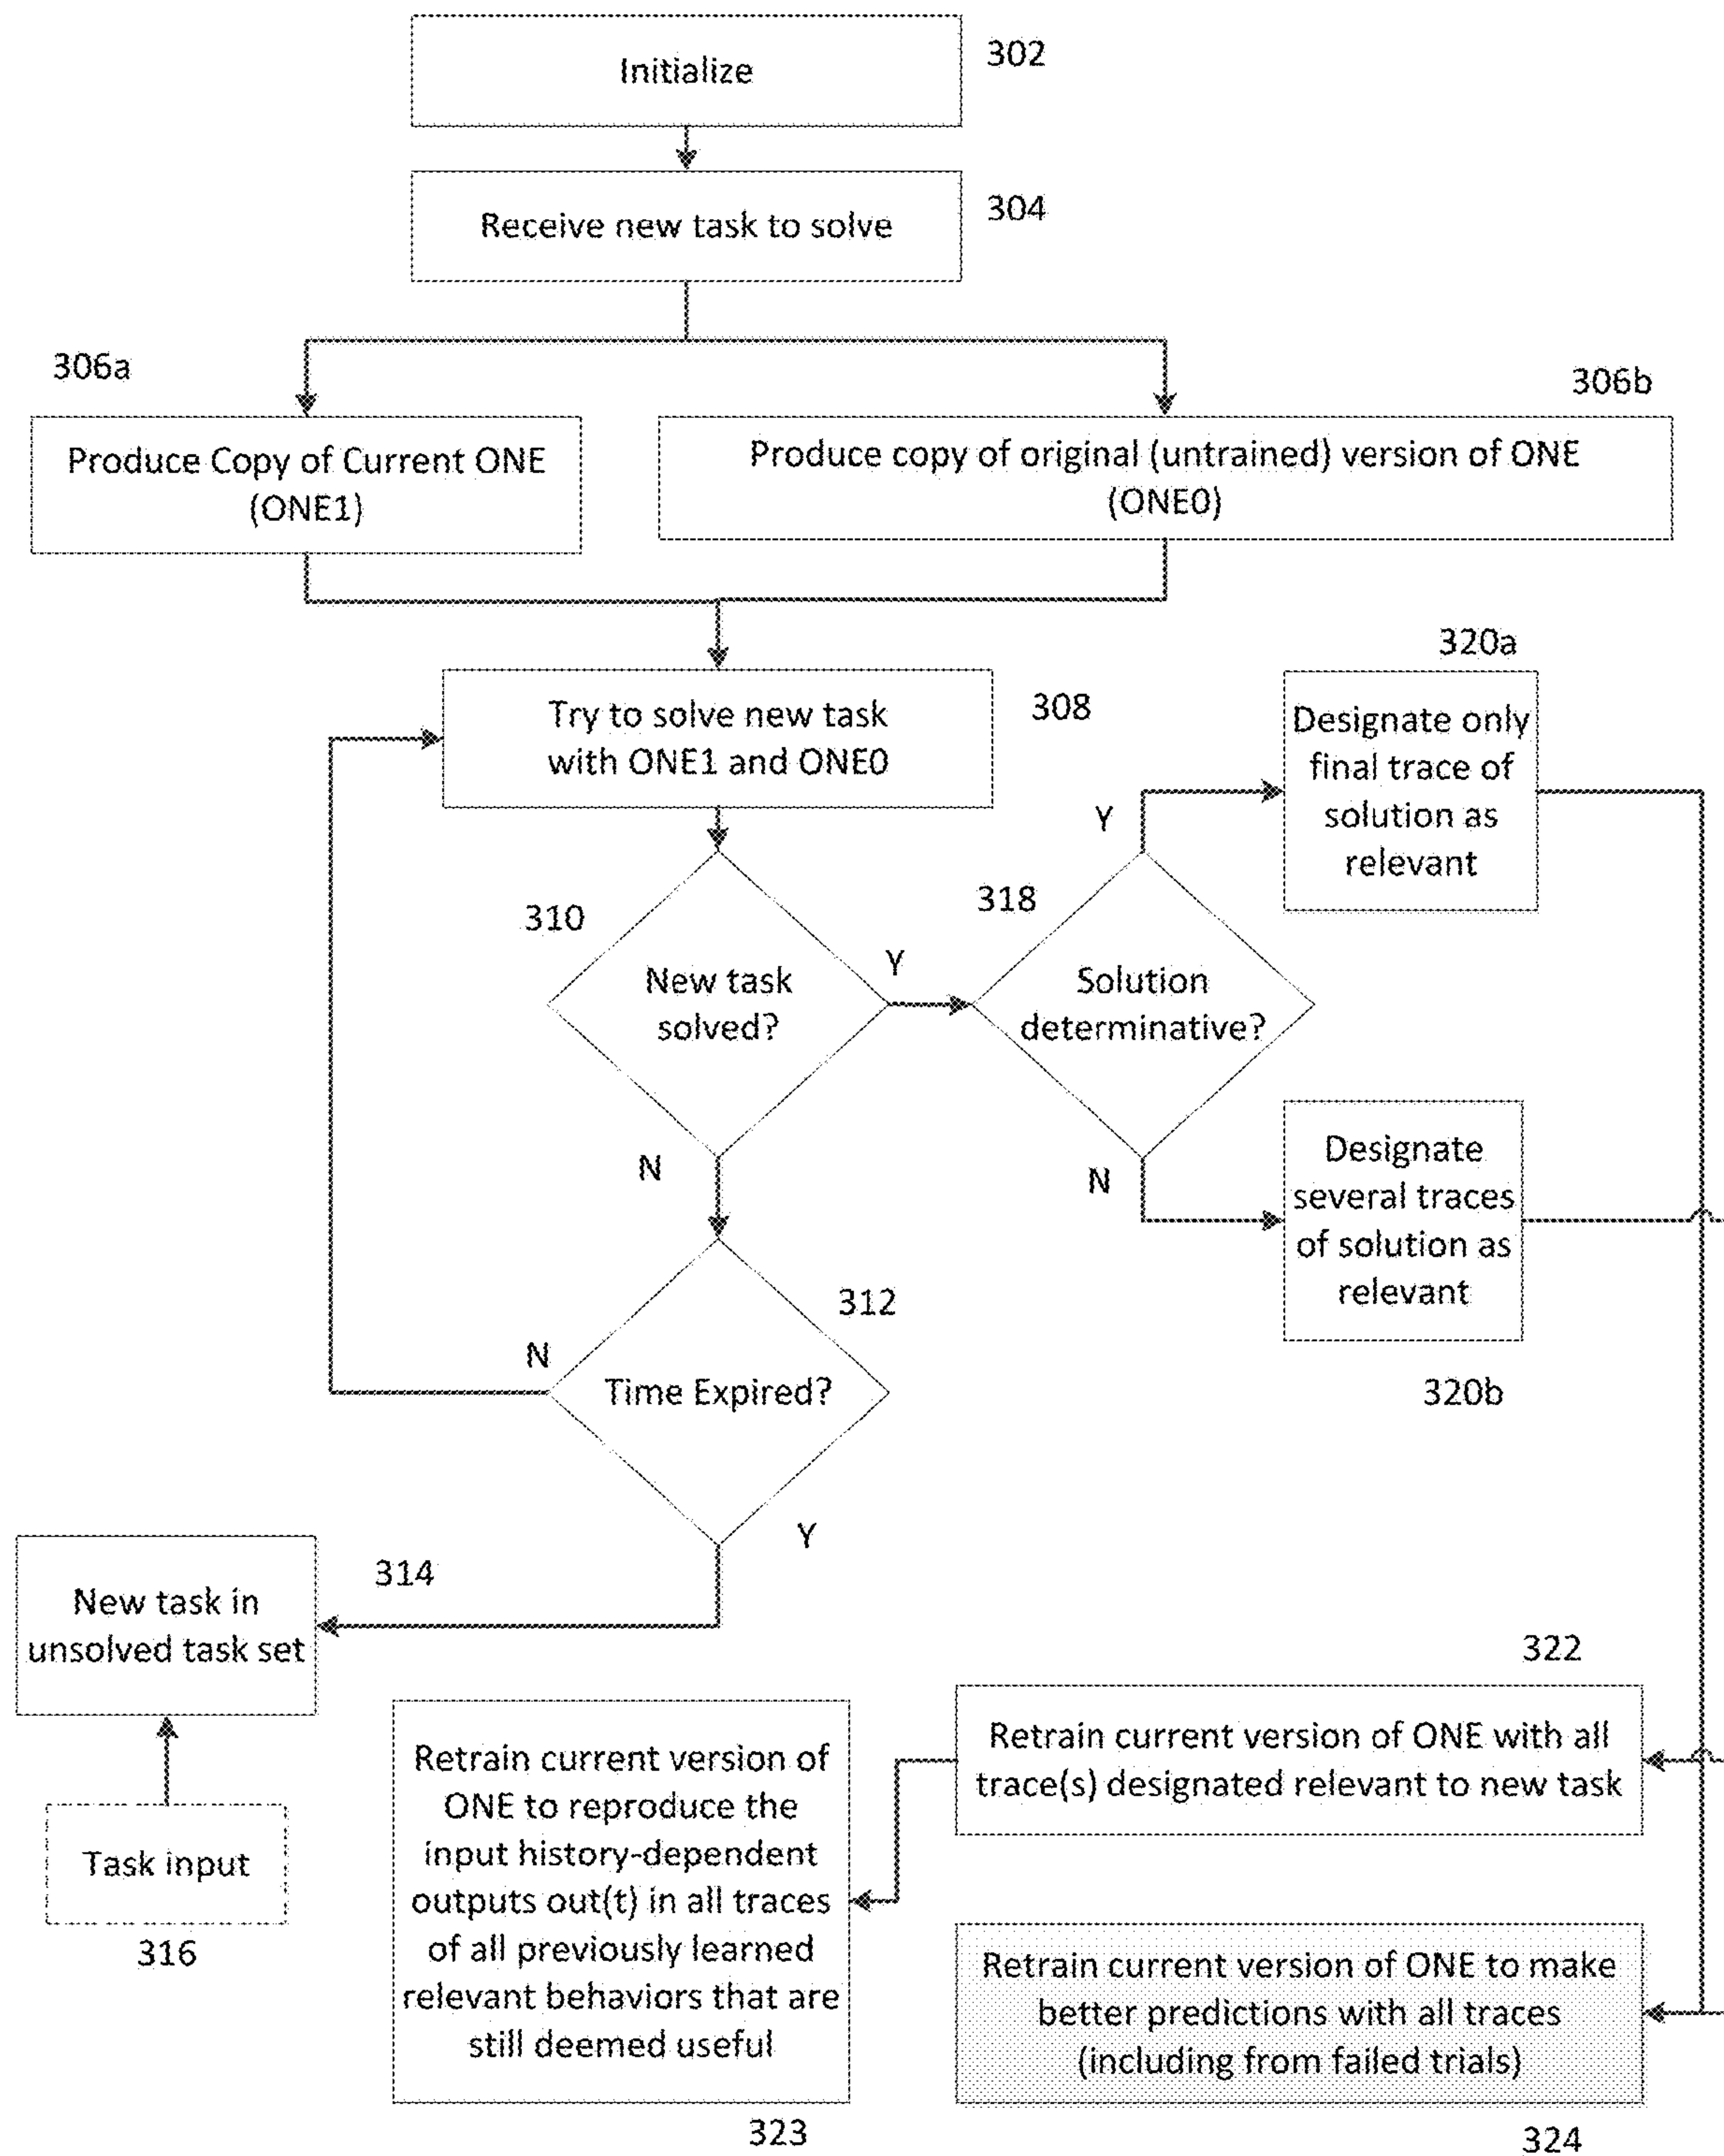 Initialize
302
Receive new task to solve
304
306a
306b
Produce Copy of Current ONE
(ONE1)
Produce copy of original (untrained) version of ONE
(ONE0)
320a
Try to solve new task
with ONE1 and ONE0
308
Designate only
final trace of
solution as
relevant
Y
310
318
New task
solved?
Y
Solution
determinative?
N
N
Designate
several traces
of solution as
relevant
320b
312
N
Time Expired?
Y
314
New task in
unsolved task set
Task input
316
322
Retrain current version of ONE with all
trace(s) designated relevant to new task
Retrain current version of
ONE to reproduce the
input history-dependent
outputs out(t) in all traces
of all previously learned
relevant behaviors that are
still deemed useful
323
Retrain current version of ONE to make
better predictions with all traces
(including from failed trials)
324